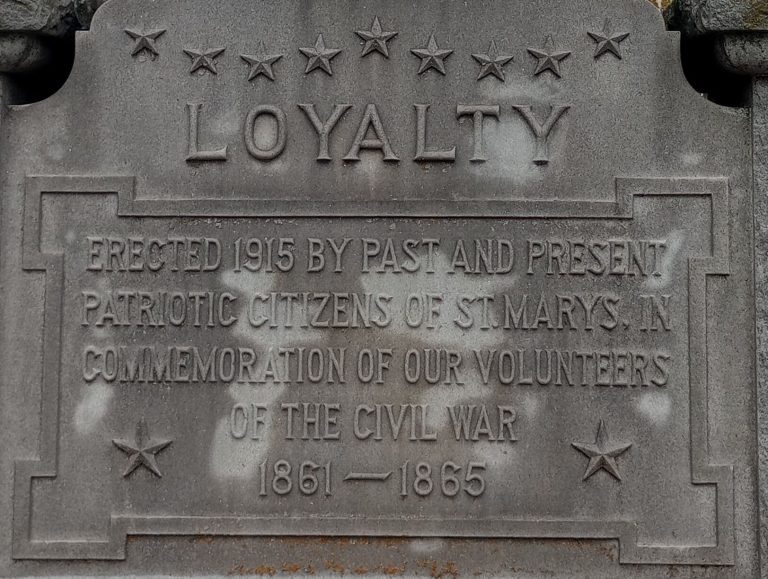 LOYALTY
ERECTED 1915 BY PAST AND PRESENT
PATRIOTIC CITIZENS OF ST. MARYS, IN
COMMEMORATION OF OUR VOLUNTEERS
OF THE CIVIL WAR
1861 — 1865